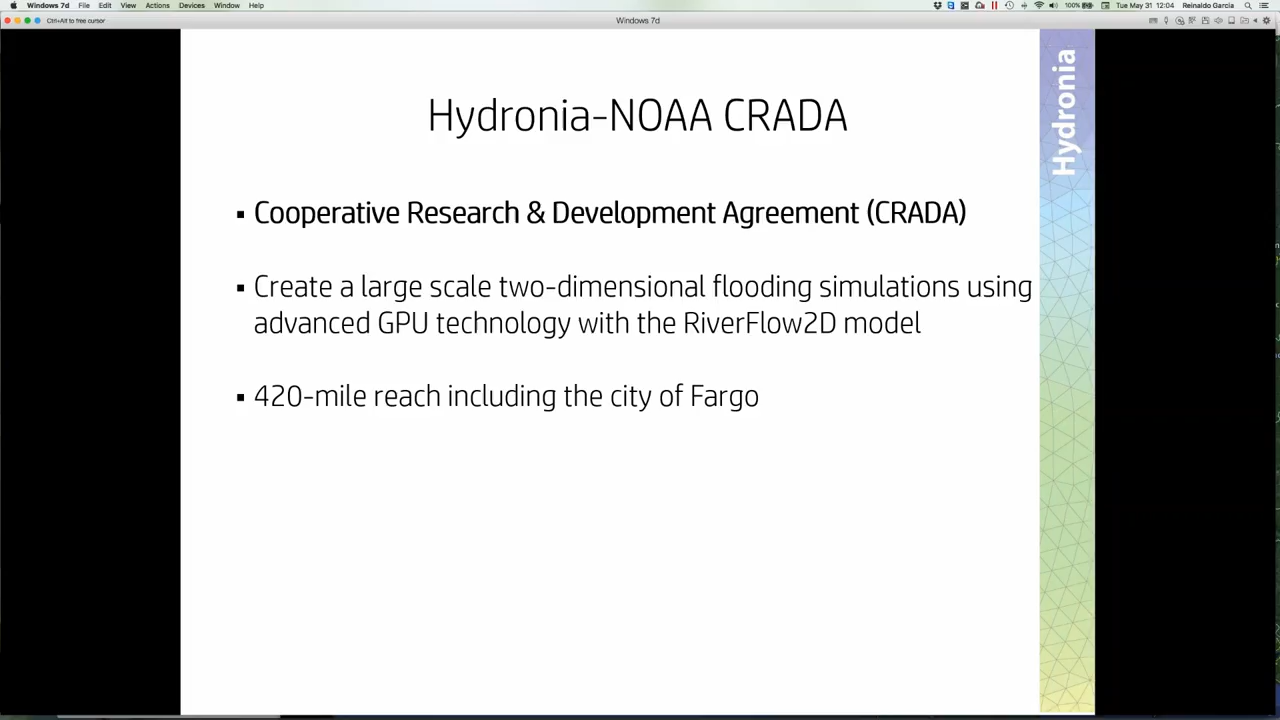 Windows 7d File Edit View Actions Devices Window Help 100% Tue May 31 12:04 Reinaldo Garcia
Ctrl+Alt to free cursor Windows 7d
Hydronia
Hydronia-NOAA CRADA
▪ Cooperative Research & Development Agreement (CRADA)
▪ Create a large scale two-dimensional flooding simulations using
advanced GPU technology with the RiverFlow2D model
▪ 420-mile reach including the city of Fargo